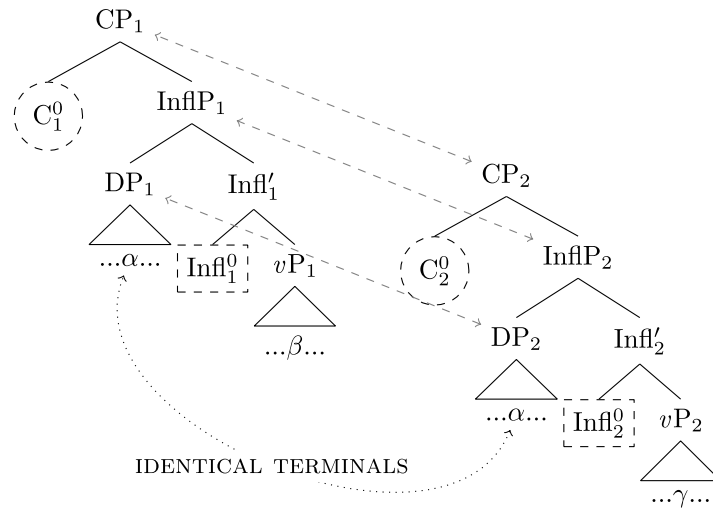 CP₁
C⁰₁
InflP₁
DP₁ Infl′₁
...α... Infl⁰₁ vP₁
...β...
CP₂
C⁰₂
InflP₂
DP₂ Infl′₂
...α... Infl⁰₂ vP₂
...γ...
IDENTICAL TERMINALS